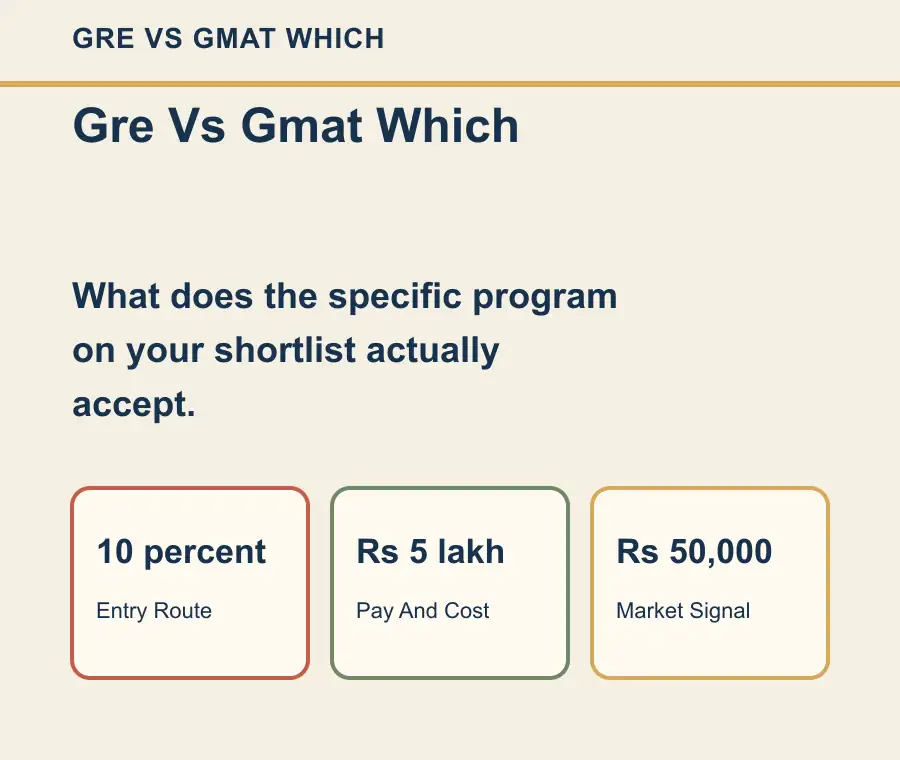 GRE VS GMAT WHICH
Gre Vs Gmat Which
What does the specific program
on your shortlist actually
accept.
10 percent
Entry Route
Rs 5 lakh
Pay And Cost
Rs 50,000
Market Signal